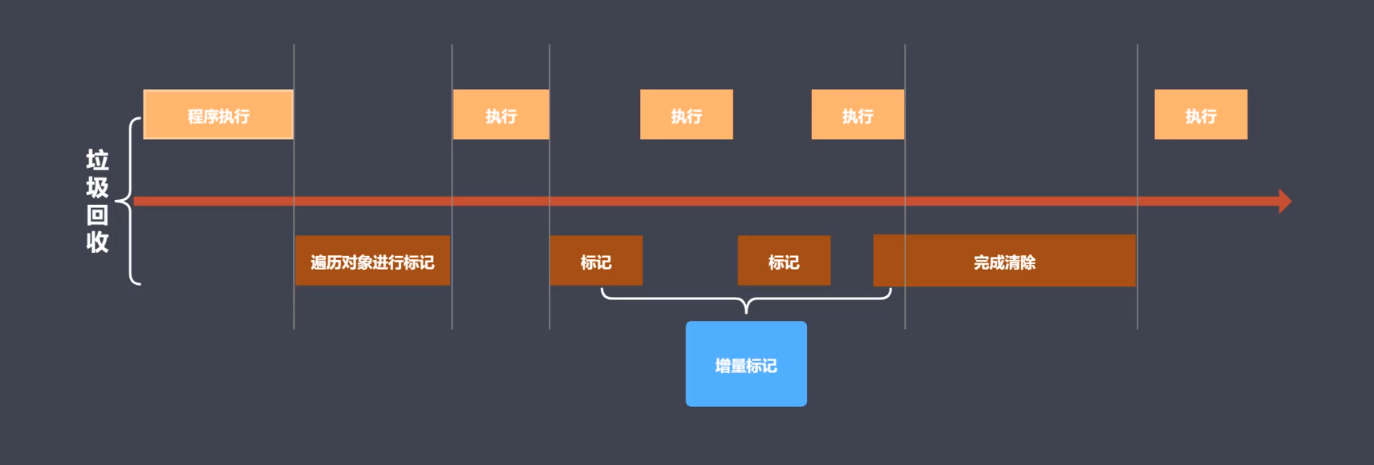 程序执行
执行
执行
执行
执行
垃圾回收
遍历对象进行标记
标记
标记
完成清除
增量标记